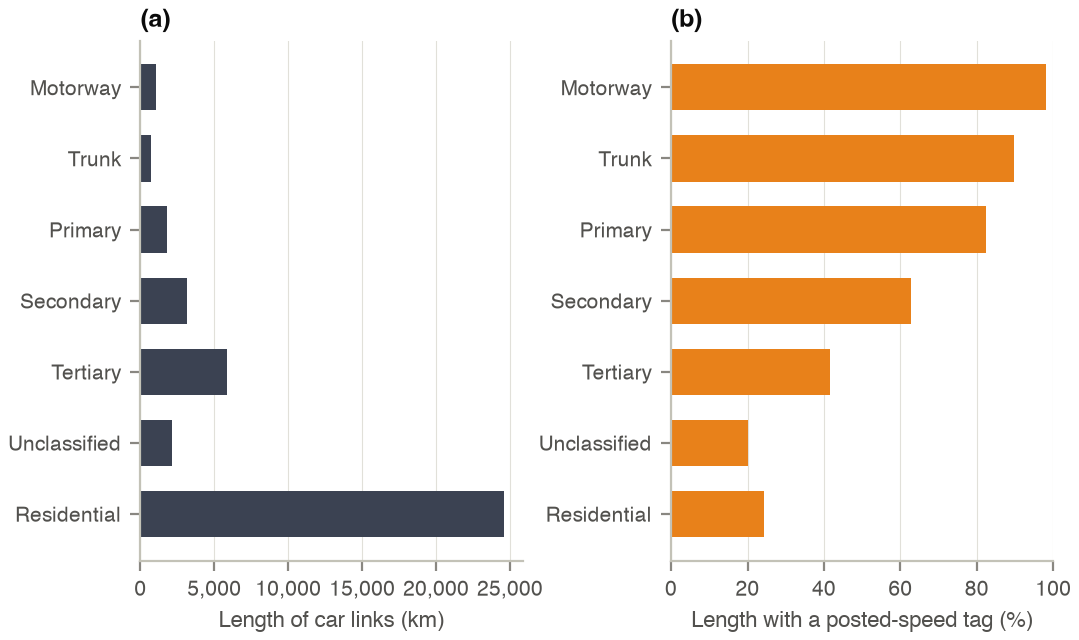 (a)
Motorway
Trunk
Primary
Secondary
Tertiary
Unclassified
Residential
0 5,000 10,000 15,000 20,000 25,000
Length of car links (km)
(b)
Motorway
Trunk
Primary
Secondary
Tertiary
Unclassified
Residential
0 20 40 60 80 100
Length with a posted-speed tag (%)